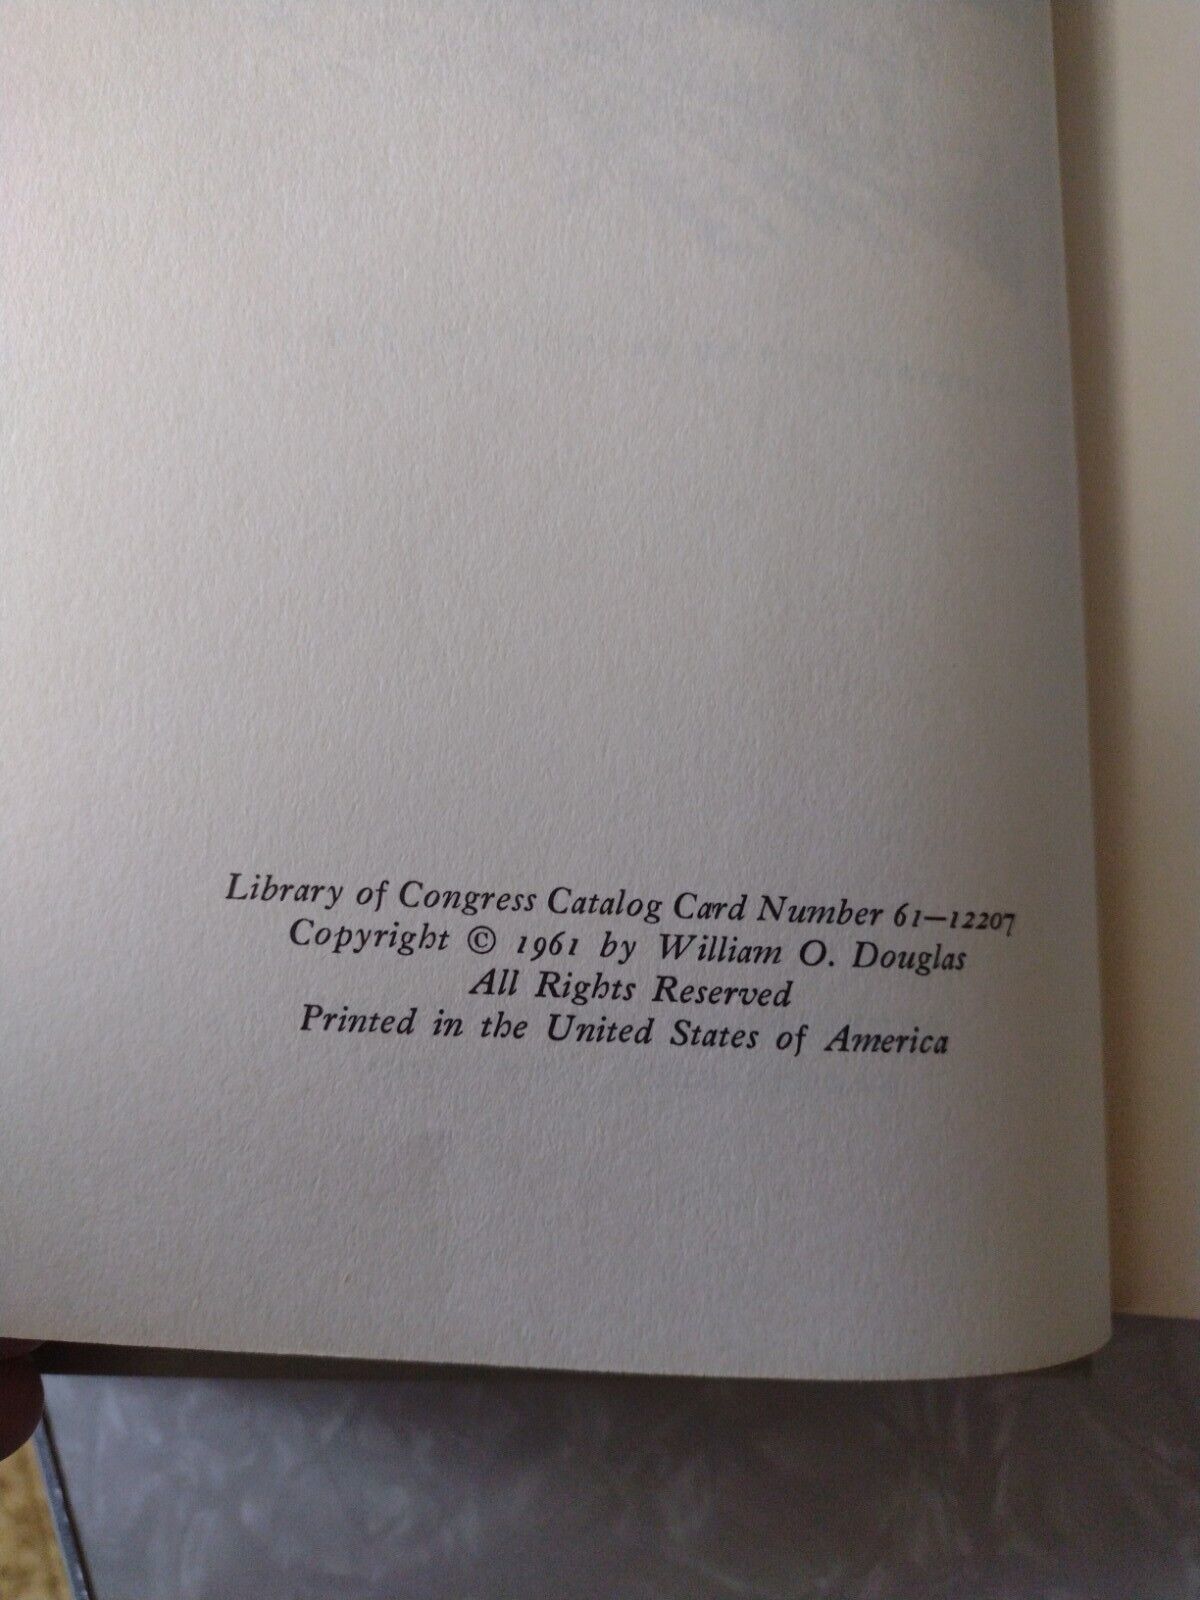 Library of Congress Catalog Card Number 61–12207
Copyright © 1961 by William O. Douglas
All Rights Reserved
Printed in the United States of America